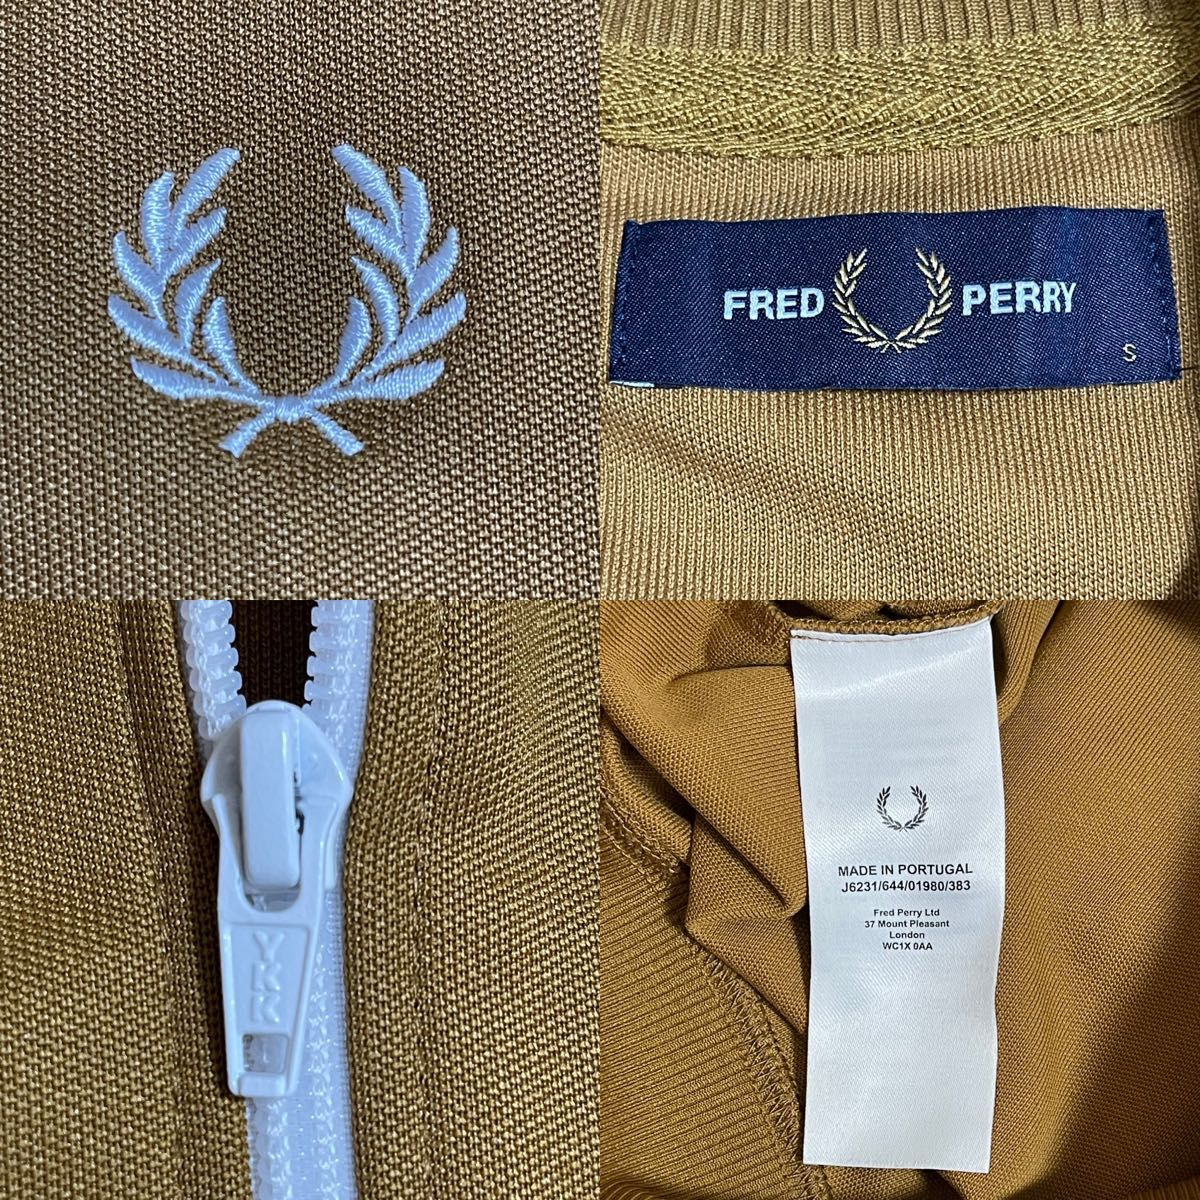 FRED PERRY
S
YKK
MADE IN PORTUGAL
J6231/644/01980/383
Fred Perry Ltd
37 Mount Pleasant
London
WC1X 0AA